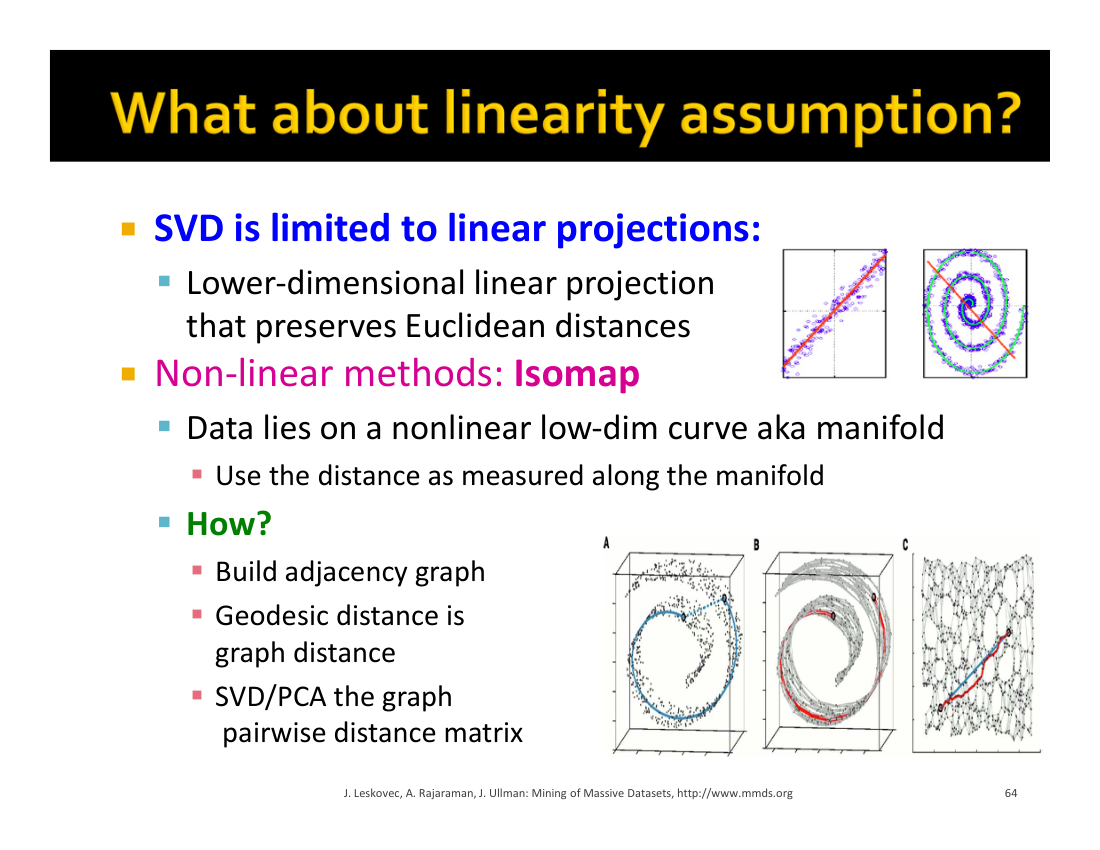 What about linearity assumption?
SVD is limited to linear projections:
Lower-dimensional linear projection
that preserves Euclidean distances
Non-linear methods: Isomap
Data lies on a nonlinear low-dim curve aka manifold
Use the distance as measured along the manifold
How?
Build adjacency graph
Geodesic distance is
graph distance
SVD/PCA the graph
pairwise distance matrix
A
B
C
J. Leskovec, A. Rajaraman, J. Ullman: Mining of Massive Datasets, http://www.mmds.org
64